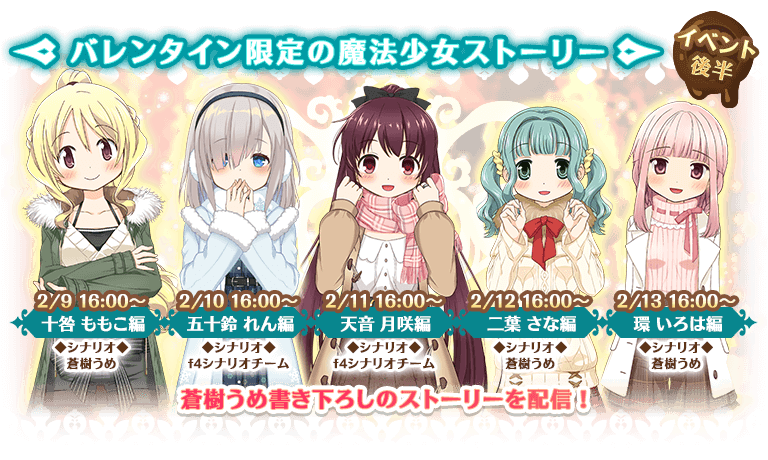 バレンタイン限定の魔法少女ストーリー
イベント
後半
2/9 16:00〜
十咎 ももこ編
◆シナリオ◆
蒼樹うめ
2/10 16:00〜
五十鈴 れん編
◆シナリオ◆
f4シナリオチーム
2/11 16:00〜
天音 月咲編
◆シナリオ◆
f4シナリオチーム
2/12 16:00〜
二葉 さな編
◆シナリオ◆
蒼樹うめ
2/13 16:00〜
環 いろは編
◆シナリオ◆
蒼樹うめ
蒼樹うめ書き下ろしのストーリーを配信！